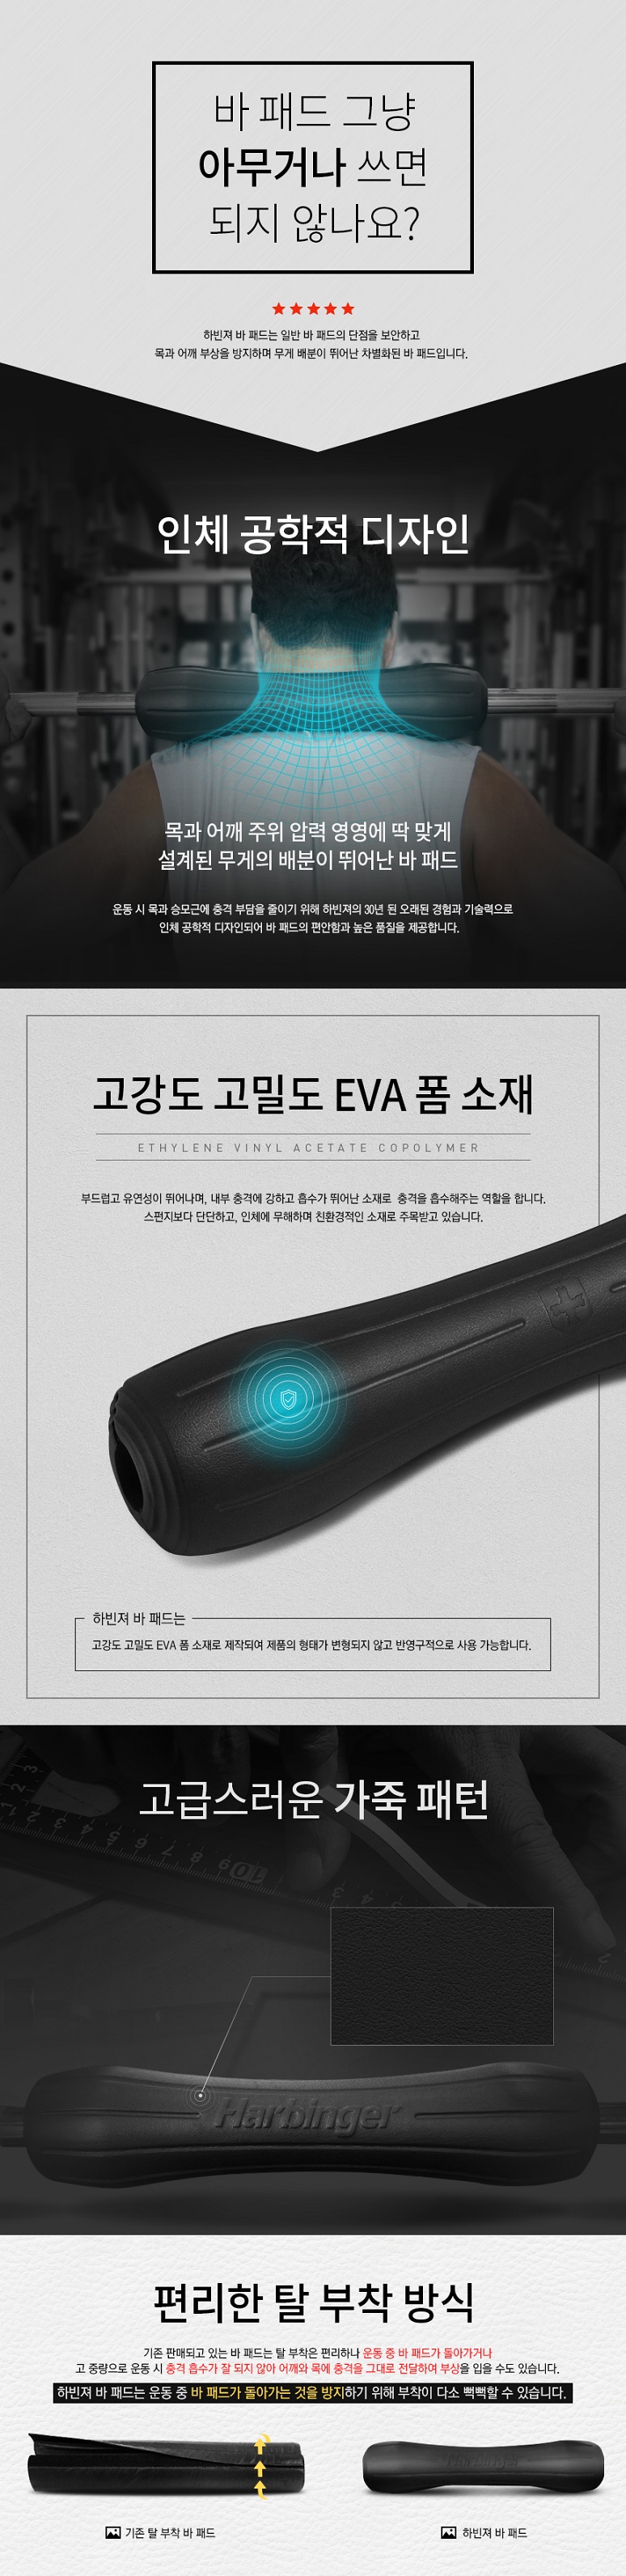 바 패드 그냥
아무거나 쓰면
되지 않나요?
하빈져 바 패드는 일반 바 패드의 단점을 보안하고
목과 어깨 부상을 방지하며 무게 배분이 뛰어난 차별화된 바 패드입니다.
인체 공학적 디자인
목과 어깨 주위 압력 영영에 딱 맞게
설계된 무게의 배분이 뛰어난 바 패드
운동 시 목과 승모근에 충격 부담을 줄이기 위해 하빈져의 30년 된 오래된 경험과 기술력으로
인체 공학적 디자인되어 바 패드의 편안함과 높은 품질을 제공합니다.
고강도 고밀도 EVA 폼 소재
ETHYLENE VINYL ACETATE COPOLYMER
부드럽고 유연성이 뛰어나며, 내부 충격에 강하고 흡수가 뛰어난 소재로 충격을 흡수해주는 역할을 합니다.
스펀지보다 단단하고, 인체에 무해하며 친환경적인 소재로 주목받고 있습니다.
하빈져 바 패드는
고강도 고밀도 EVA 폼 소재로 제작되여 제품의 형태가 변형되지 않고 반영구적으로 사용 가능합니다.
고급스러운 가죽 패턴
Harbinger
편리한 탈 부착 방식
기존 판매되고 있는 바 패드는 탈 부착은 편리하나 운동 중 바 패드가 돌아가거나
고 중량으로 운동 시 충격 흡수가 잘 되지 않아 어깨와 목에 충격을 그대로 전달하여 부상을 입을 수도 있습니다.
하빈져 바 패드는 운동 중 바 패드가 돌아가는 것을 방지하기 위해 부착이 다소 뻑뻑할 수 있습니다.
기존 탈 부착 바 패드
하빈져 바 패드